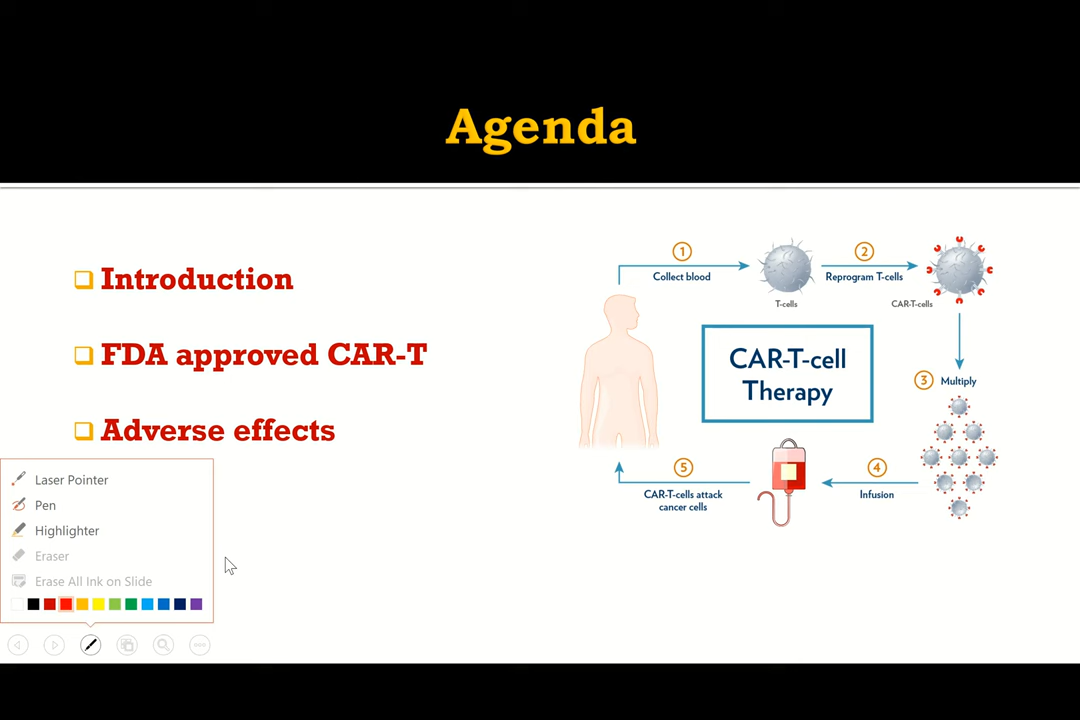 Agenda
Introduction
FDA approved CAR-T
Adverse effects
1
Collect blood
T-cells
2
Reprogram T-cells
CAR-T-cells
CAR-T-cell
Therapy
3
Multiply
4
Infusion
5
CAR-T-cells attack
cancer cells
Laser Pointer
Pen
Highlighter
Eraser
Erase All Ink on Slide